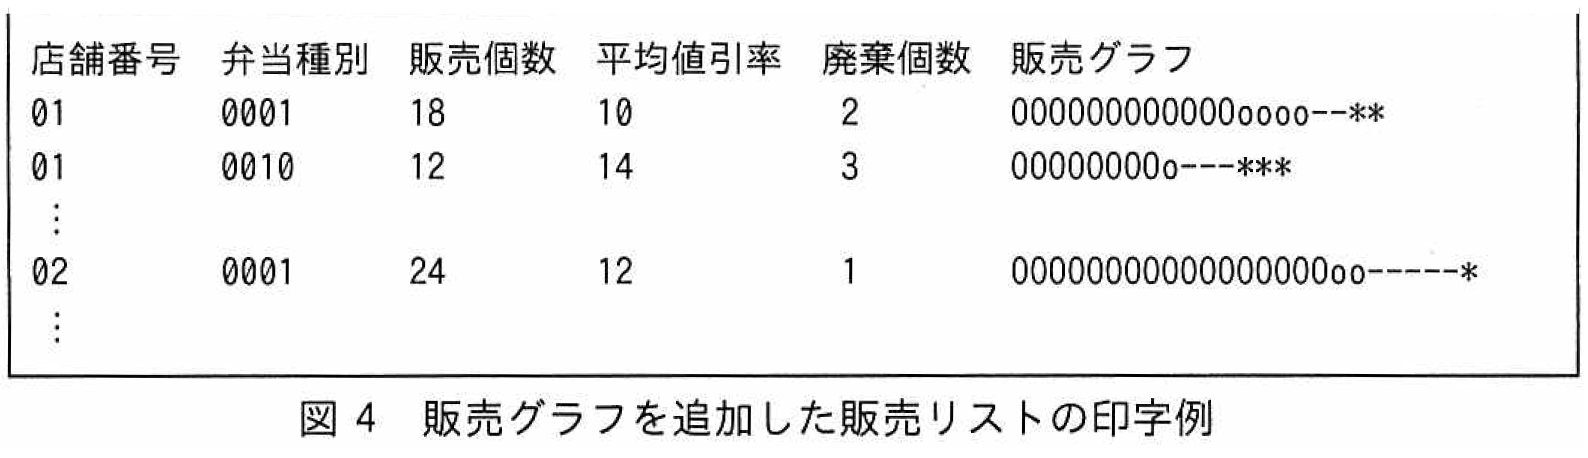 店舗番号 弁当種別 販売個数 平均値引率 廃棄個数 販売グラフ
01 0001 18 10 2 OOOOOOOOOOOOoooo--**
01 0010 12 14 3 OOOOOOOOo---***
⋮
02 0001 24 12 1 OOOOOOOOOOOOOOOOOoo-----*
⋮
図 4 販売グラフを追加した販売リストの印字例